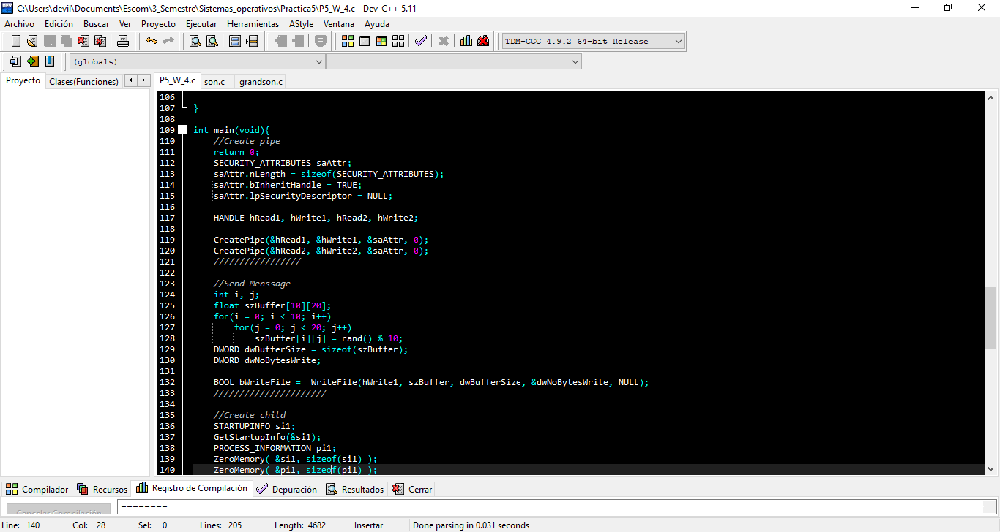 C:\Users\devil\Documents\Escom\3_Semestre\Sistemas_operativos\Practica5\P5_W_4.c - Dev-C++ 5.11
Archivo Edición Buscar Ver Proyecto Ejecutar Herramientas AStyle Ventana Ayuda
TDM-GCC 4.9.2 64-bit Release
(globals)
Proyecto Clases(Funciones) P5_W_4.c son.c grandson.c
106
107 }
108
109 int main(void){
110 //Create pipe
111 return 0;
112 SECURITY_ATTRIBUTES saAttr;
113 saAttr.nLength = sizeof(SECURITY_ATTRIBUTES);
114 saAttr.bInheritHandle = TRUE;
115 saAttr.lpSecurityDescriptor = NULL;
116
117 HANDLE hRead1, hWrite1, hRead2, hWrite2;
118
119 CreatePipe(&hRead1, &hWrite1, &saAttr, 0);
120 CreatePipe(&hRead2, &hWrite2, &saAttr, 0);
121 /////////////////
122
123 //Send Menssage
124 int i, j;
125 float szBuffer[10][20];
126 for(i = 0; i < 10; i++)
127 for(j = 0; j < 20; j++)
128 szBuffer[i][j] = rand() % 10;
129 DWORD dwBufferSize = sizeof(szBuffer);
130 DWORD dwNoBytesWrite;
131
132 BOOL bWriteFile =  WriteFile(hWrite1, szBuffer, dwBufferSize, &dwNoBytesWrite, NULL);
133 //////////////////////
134
135 //Create child
136 STARTUPINFO si1;
137 GetStartupInfo(&si1);
138 PROCESS_INFORMATION pi1;
139 ZeroMemory( &si1, sizeof(si1) );
140 ZeroMemory( &pi1, sizeof(pi1) );
Compilador Recursos Registro de Compilación Depuración Resultados Cerrar
Cancelar Compilación --------
Line: 140 Col: 28 Sel: 0 Lines: 205 Length: 4682 Insertar Done parsing in 0.031 seconds